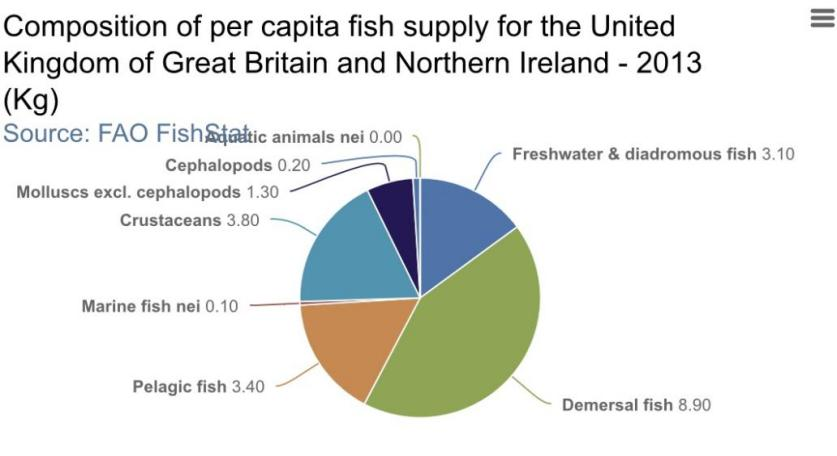 Composition of per capita fish supply for the United
Kingdom of Great Britain and Northern Ireland - 2013
(Kg)
Source: FAO FishStat
Aquatic animals nei 0.00
Freshwater & diadromous fish 3.10
Cephalopods 0.20
Molluscs excl. cephalopods 1.30
Crustaceans 3.80
Marine fish nei 0.10
Pelagic fish 3.40
Demersal fish 8.90